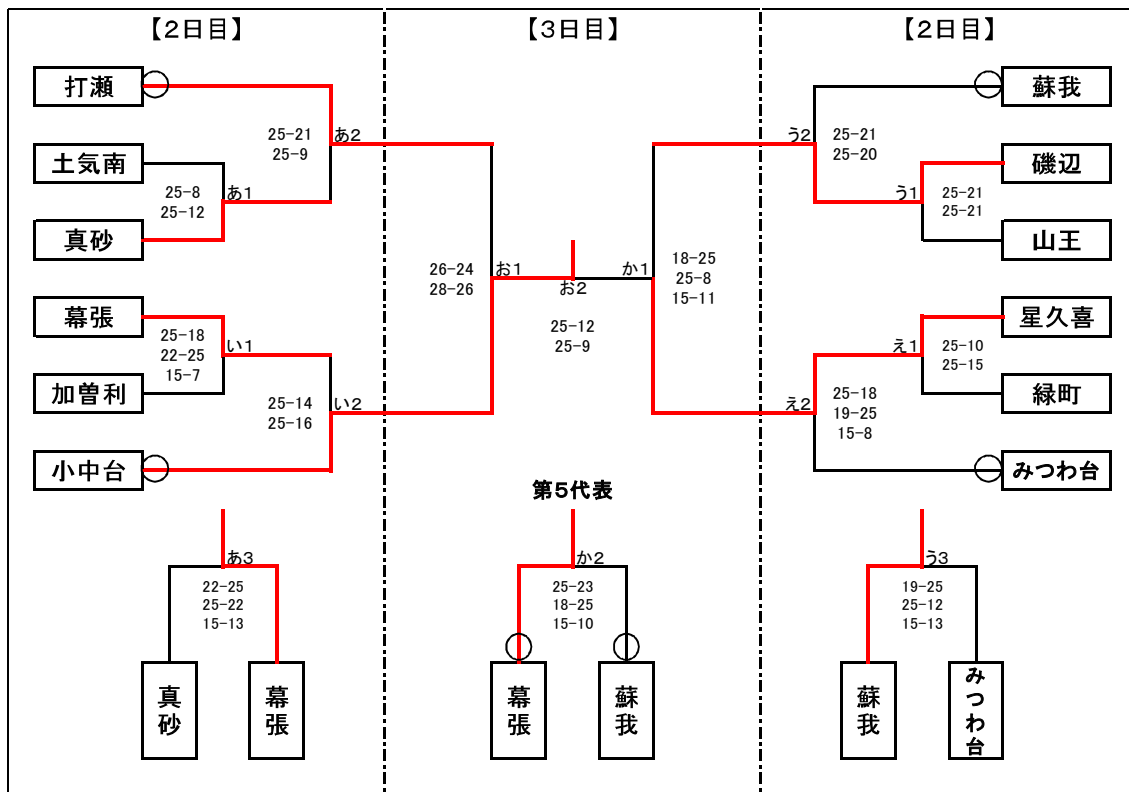 【2日目】
【3日目】
【2日目】
打瀬
土気南
真砂
幕張
加曽利
小中台
25-21
25-9
あ2
25-8
25-12
あ1
25-18
22-25
15-7
い1
25-14
25-16
い2
26-24
28-26
お1
お2
25-12
25-9
か1
18-25
25-8
15-11
う2
25-21
25-20
う1
25-21
25-21
え1
25-10
25-15
え2
25-18
19-25
15-8
蘇我
磯辺
山王
星久喜
緑町
みつわ台
あ3
22-25
25-22
15-13
真砂
幕張
第5代表
か2
25-23
18-25
15-10
幕張
蘇我
う3
19-25
25-12
15-13
蘇我
みつわ台